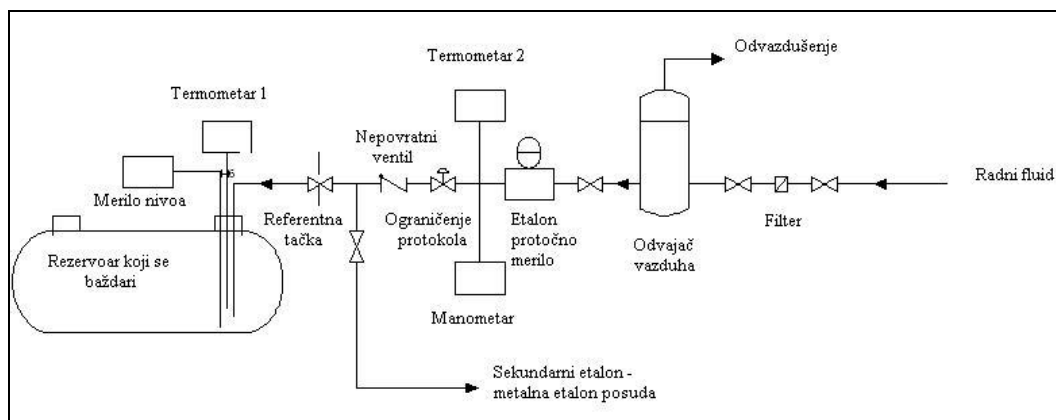 Odvazdušenje
Termometar 2
Termometar 1
Nepovratni
ventil
Merilo nivoa
Radni fluid
Referentna
tačka
Ograničenje
protokola
Etalon
protočno
merilo
Filter
Odvajač
vazduha
Rezervoar koji se
baždari
Manometar
Sekundarni etalon -
metalna etalon posuda